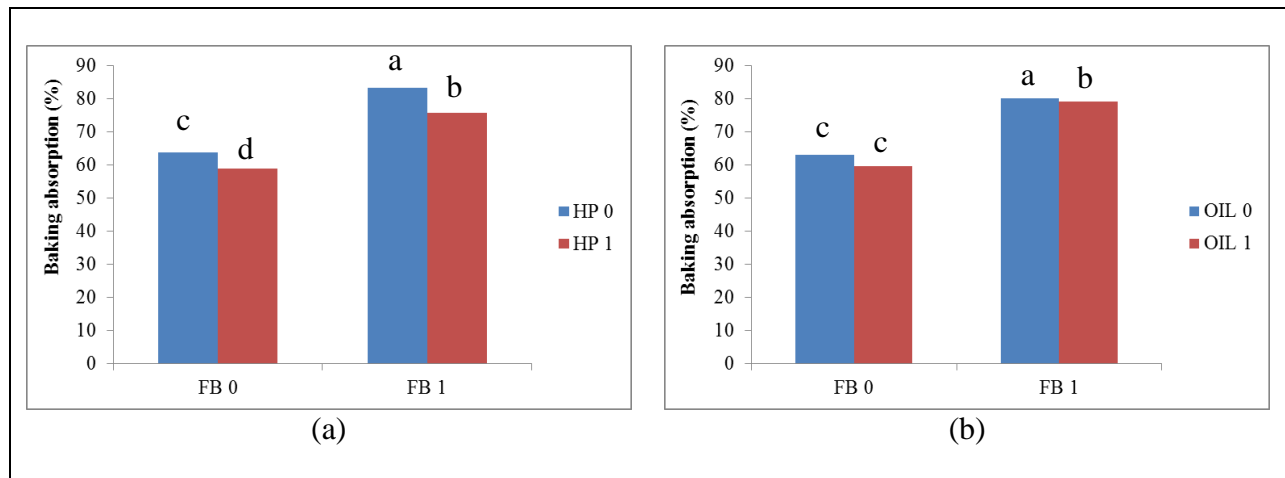 Baking absorption (%)
90
80
70
60
50
40
30
20
10
0
a
b
c
d
FB 0
FB 1
HP 0
HP 1
(a)
Baking absorption (%)
90
80
70
60
50
40
30
20
10
0
a
b
c
c
FB 0
FB 1
OIL 0
OIL 1
(b)